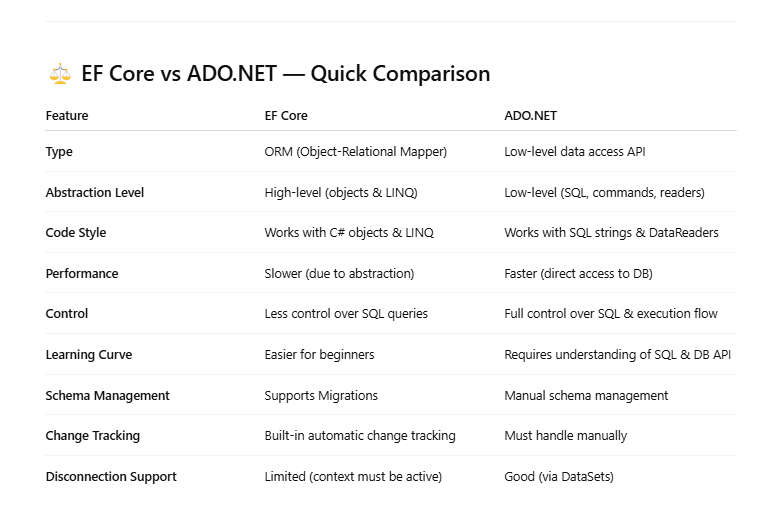 ⚖️ EF Core vs ADO.NET — Quick Comparison
Feature EF Core ADO.NET
Type ORM (Object-Relational Mapper) Low-level data access API
Abstraction Level High-level (objects & LINQ) Low-level (SQL, commands, readers)
Code Style Works with C# objects & LINQ Works with SQL strings & DataReaders
Performance Slower (due to abstraction) Faster (direct access to DB)
Control Less control over SQL queries Full control over SQL & execution flow
Learning Curve Easier for beginners Requires understanding of SQL & DB API
Schema Management Supports Migrations Manual schema management
Change Tracking Built-in automatic change tracking Must handle manually
Disconnection Support Limited (context must be active) Good (via DataSets)